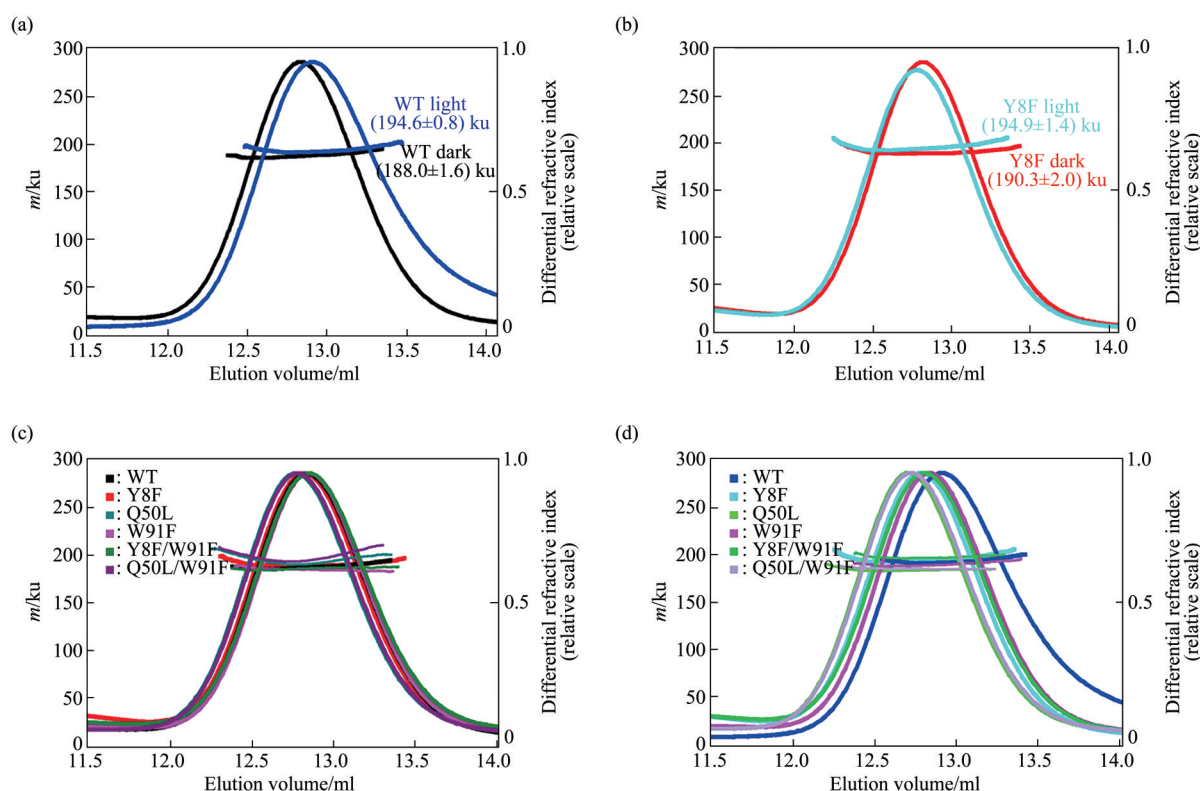 (a)
300
250
200
150
100
50
0
m/ku
11.5 12.0 12.5 13.0 13.5 14.0
Elution volume/ml
1.0
0.5
0
Differential refractive index
(relative scale)
WT light
(194.6±0.8) ku
WT dark
(188.0±1.6) ku
(b)
300
250
200
150
100
50
0
m/ku
11.5 12.0 12.5 13.0 13.5 14.0
Elution volume/ml
1.0
0.5
0
Differential refractive index
(relative scale)
Y8F light
(194.9±1.4) ku
Y8F dark
(190.3±2.0) ku
(c)
300
250
200
150
100
50
0
m/ku
11.5 12.0 12.5 13.0 13.5 14.0
Elution volume/ml
1.0
0.5
0
Differential refractive index
(relative scale)
: WT
: Y8F
: Q50L
: W91F
: Y8F/W91F
: Q50L/W91F
(d)
300
250
200
150
100
50
0
m/ku
11.5 12.0 12.5 13.0 13.5 14.0
Elution volume/ml
1.0
0.5
0
Differential refractive index
(relative scale)
: WT
: Y8F
: Q50L
: W91F
: Y8F/W91F
: Q50L/W91F